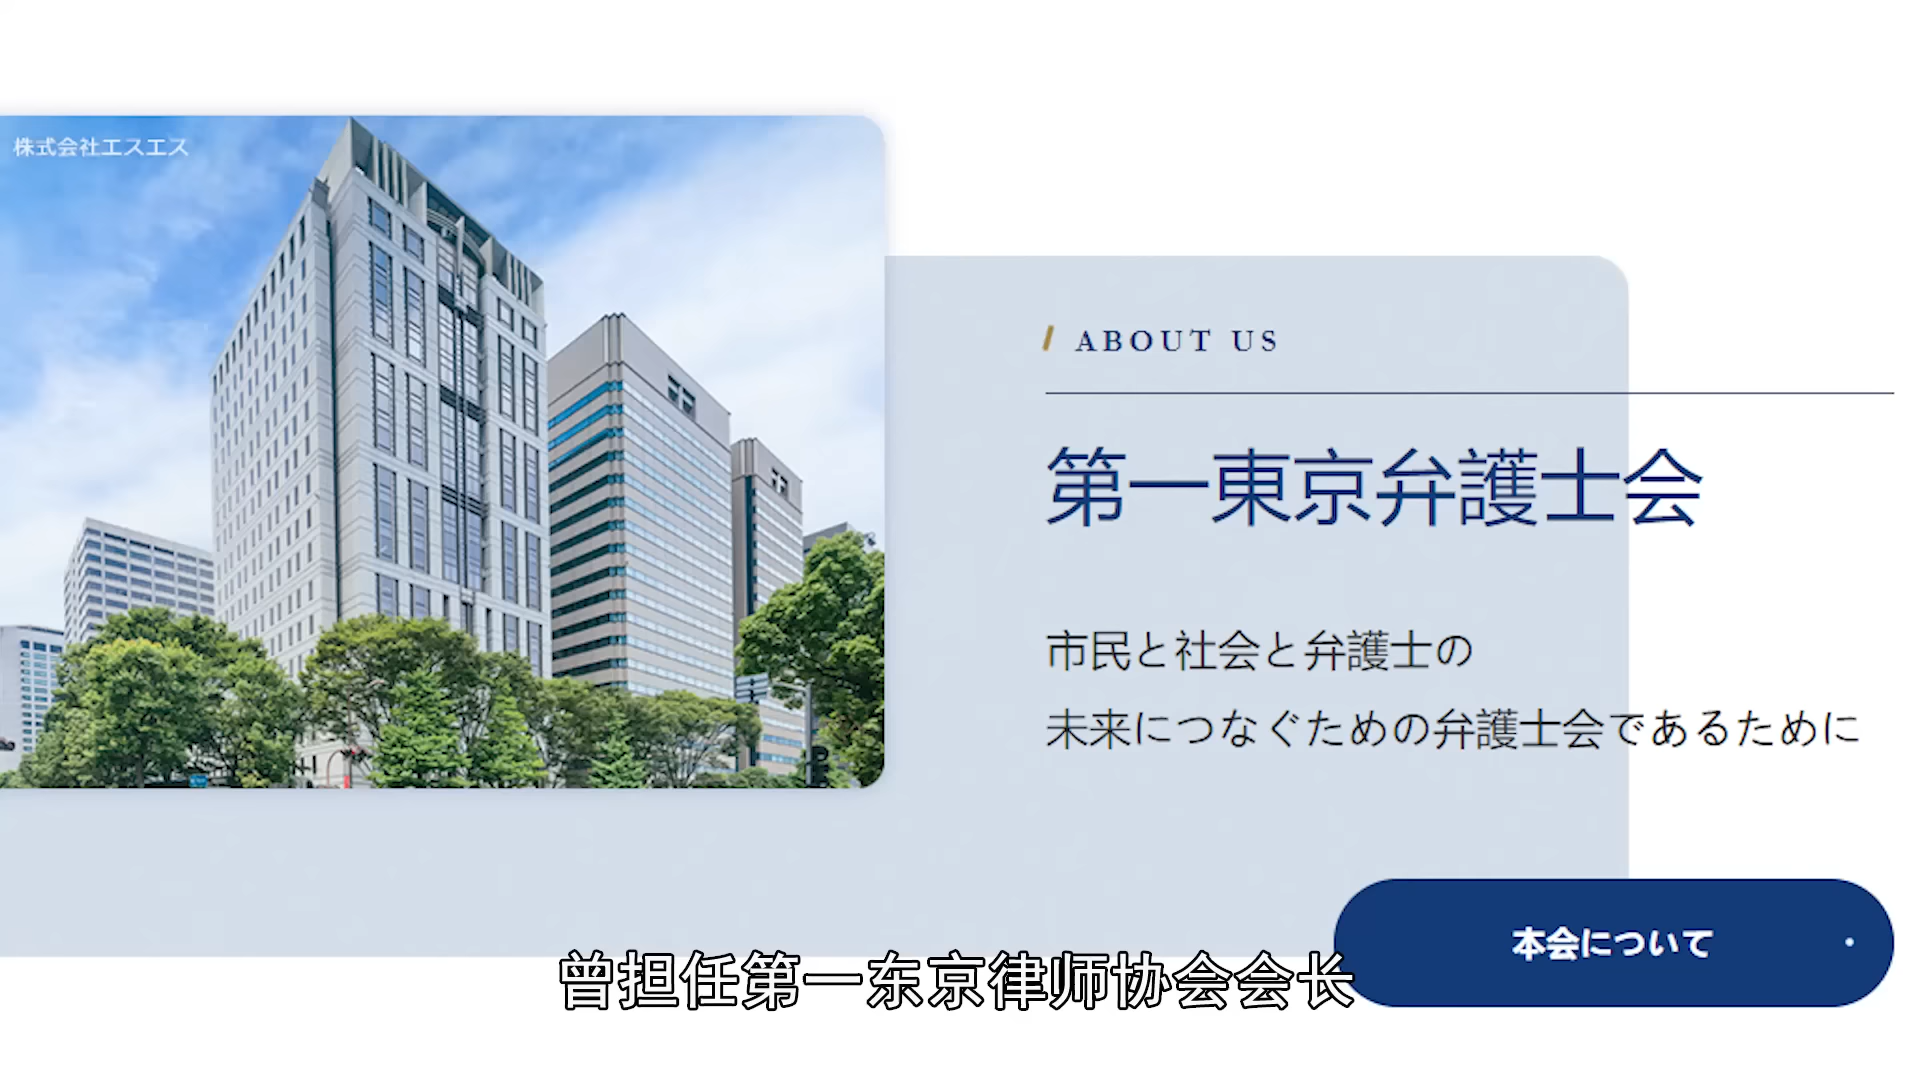 株式会社エスエス
ABOUT US
第一東京弁護士会
市民と社会と弁護士の
未来につなぐための弁護士会であるために
本会について
曾担任第一东京律师协会会长